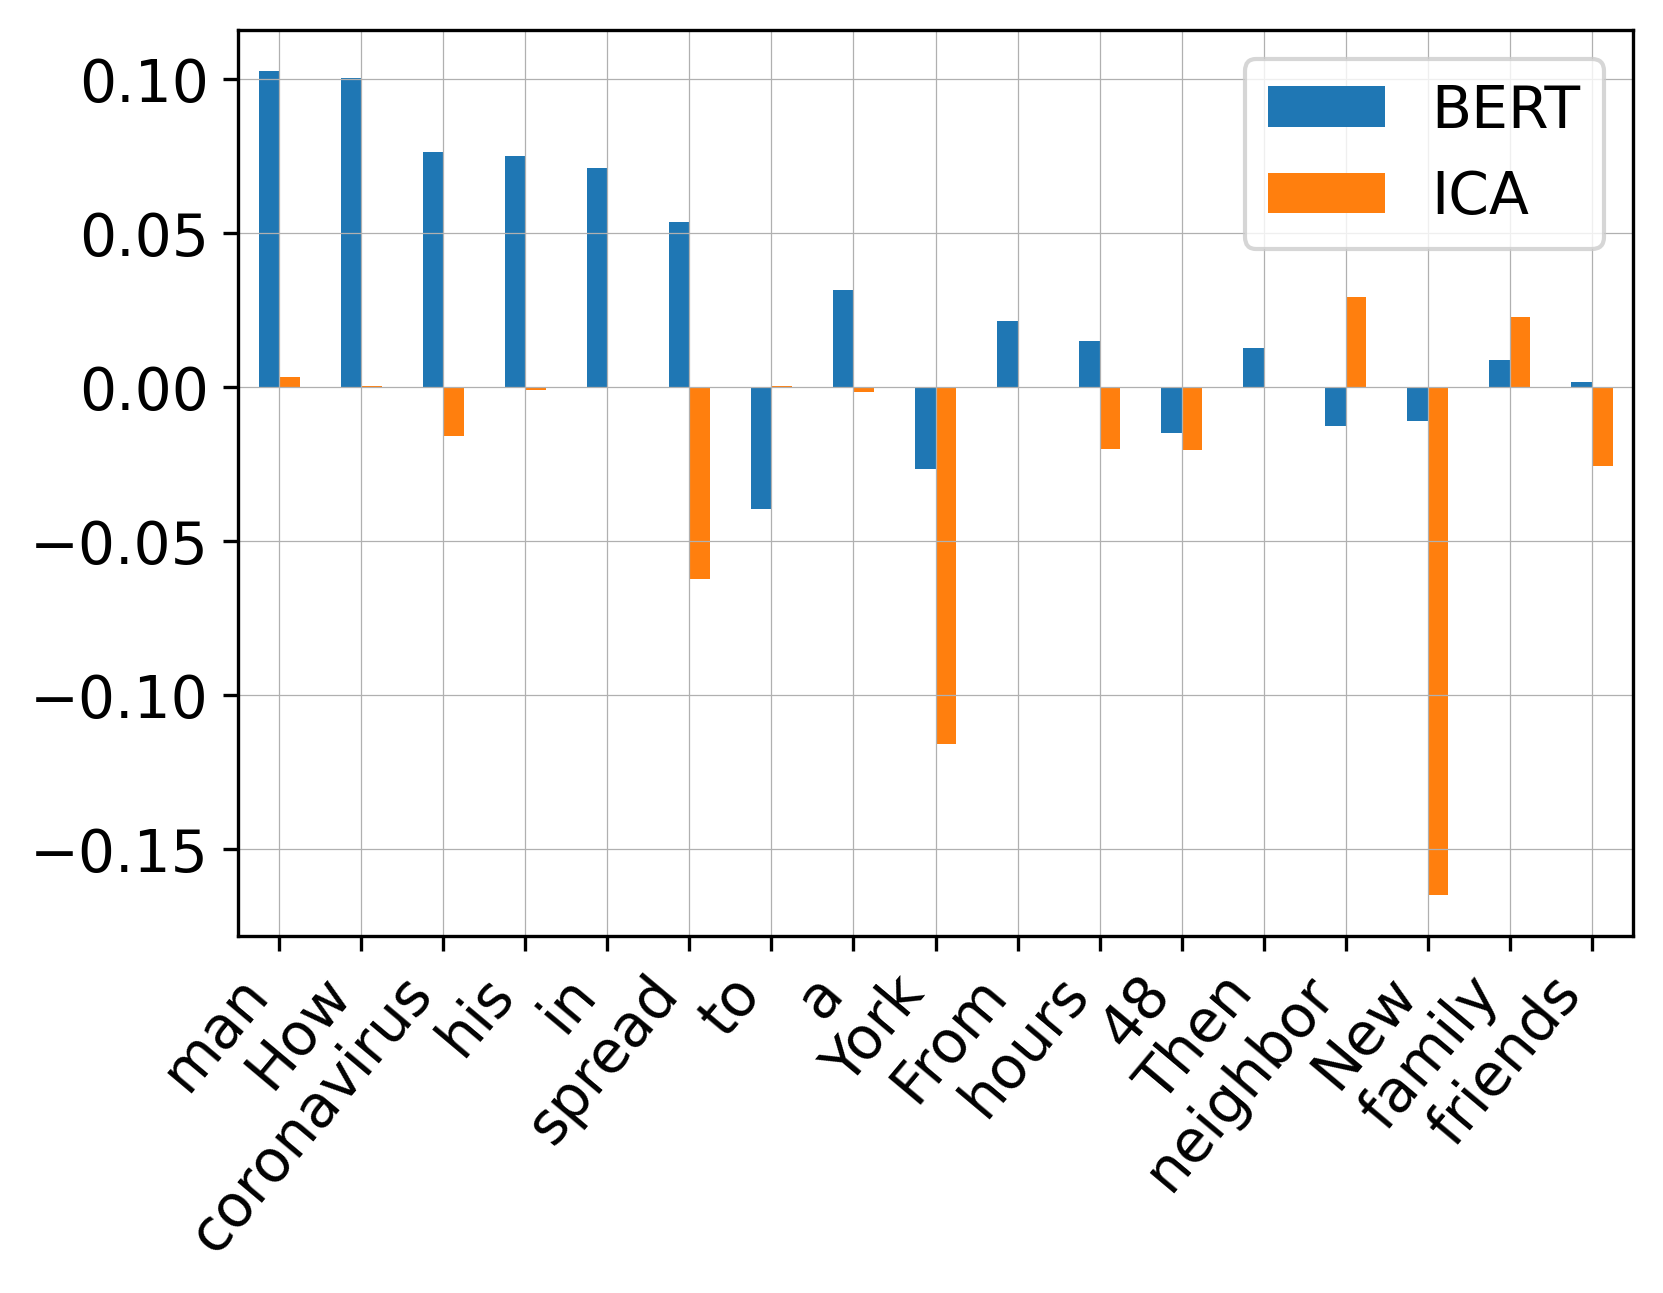 0.10
0.05
0.00
−0.05
−0.10
−0.15
BERT
ICA
man
How
coronavirus
his
in
spread
to
a
York
From
hours
48
Then
neighbor
New
family
friends